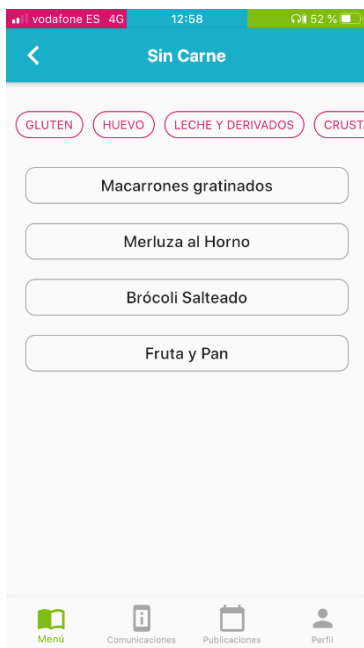 vodafone ES 4G 12:58 52 %
Sin Carne
GLUTEN HUEVO LECHE Y DERIVADOS CRUST
Macarrones gratinados
Merluza al Horno
Brócoli Salteado
Fruta y Pan
Menú Comunicaciones Publicaciones Perfil